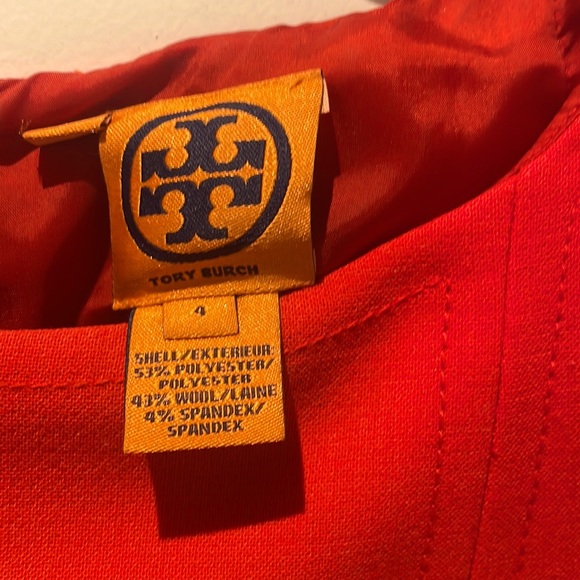 TORY BURCH
4
SHELL/EXTERIEUR:
53% POLYESTER/
POLYESTER
43% WOOL/LAINE
4% SPANDEX/
SPANDEX